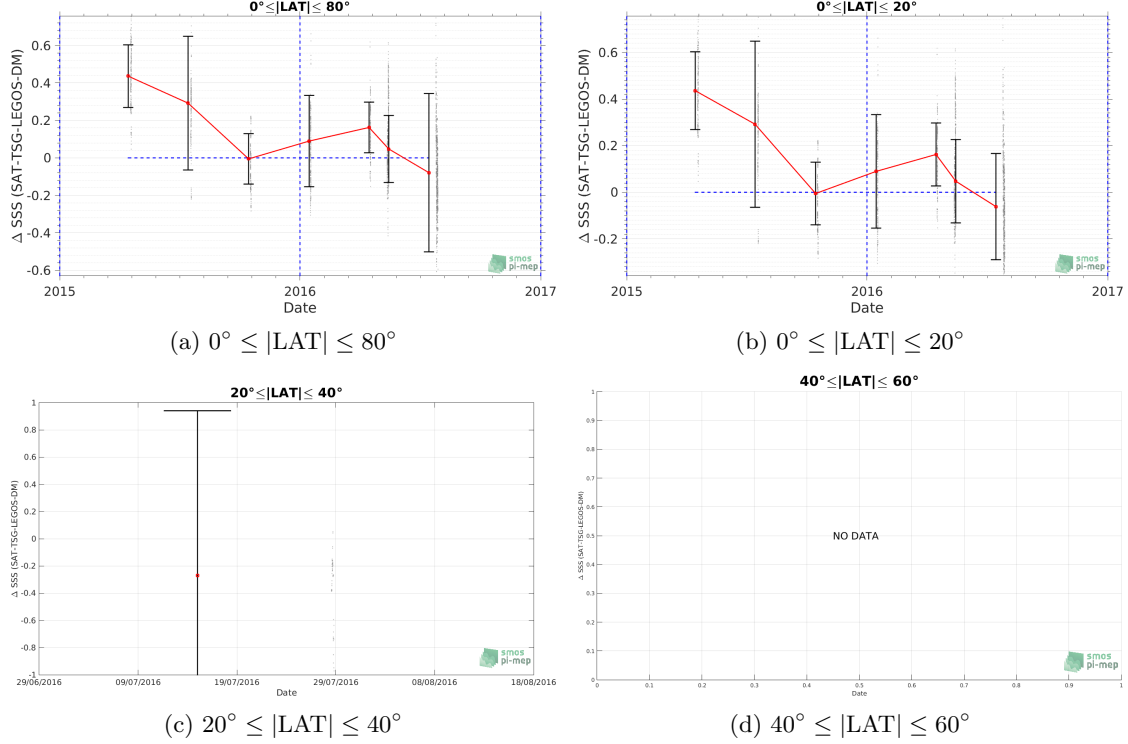 0°≤|LAT|≤ 80°
Δ SSS (SAT-TSG-LEGOS-DM)
0.6
0.4
0.2
0
-0.2
-0.4
-0.6
2015
2016
2017
Date
smos
pi-mep
(a) 0° ≤ |LAT| ≤ 80°
0°≤|LAT|≤ 20°
Δ SSS (SAT-TSG-LEGOS-DM)
0.6
0.4
0.2
0
-0.2
2015
2016
2017
Date
smos
pi-mep
(b) 0° ≤ |LAT| ≤ 20°
20°≤|LAT|≤ 40°
Δ SSS (SAT-TSG-LEGOS-DM)
1
0.8
0.6
0.4
0.2
0
-0.2
-0.4
-0.6
-0.8
-1
29/06/2016
09/07/2016
19/07/2016
29/07/2016
08/08/2016
18/08/2016
Date
smos
pi-mep
(c) 20° ≤ |LAT| ≤ 40°
40°≤|LAT|≤ 60°
Δ SSS (SAT-TSG-LEGOS-DM)
1
0.9
0.8
0.7
0.6
0.5
0.4
0.3
0.2
0.1
0
NO DATA
0
0.1
0.2
0.3
0.4
0.5
0.6
0.7
0.8
0.9
1
Date
smos
pi-mep
(d) 40° ≤ |LAT| ≤ 60°